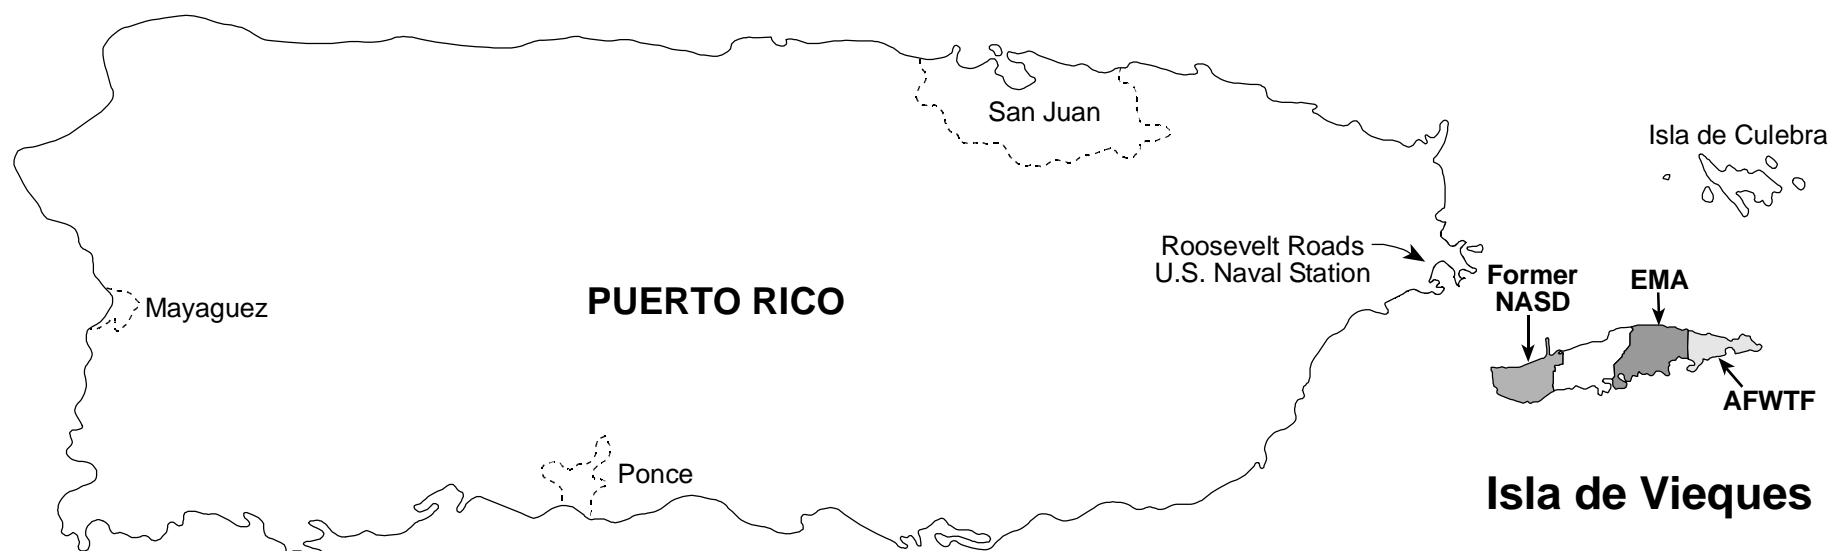 San Juan
Isla de Culebra
Roosevelt Roads
U.S. Naval Station
Former
NASD
EMA
Mayaguez
PUERTO RICO
AFWTF
Ponce
Isla de Vieques